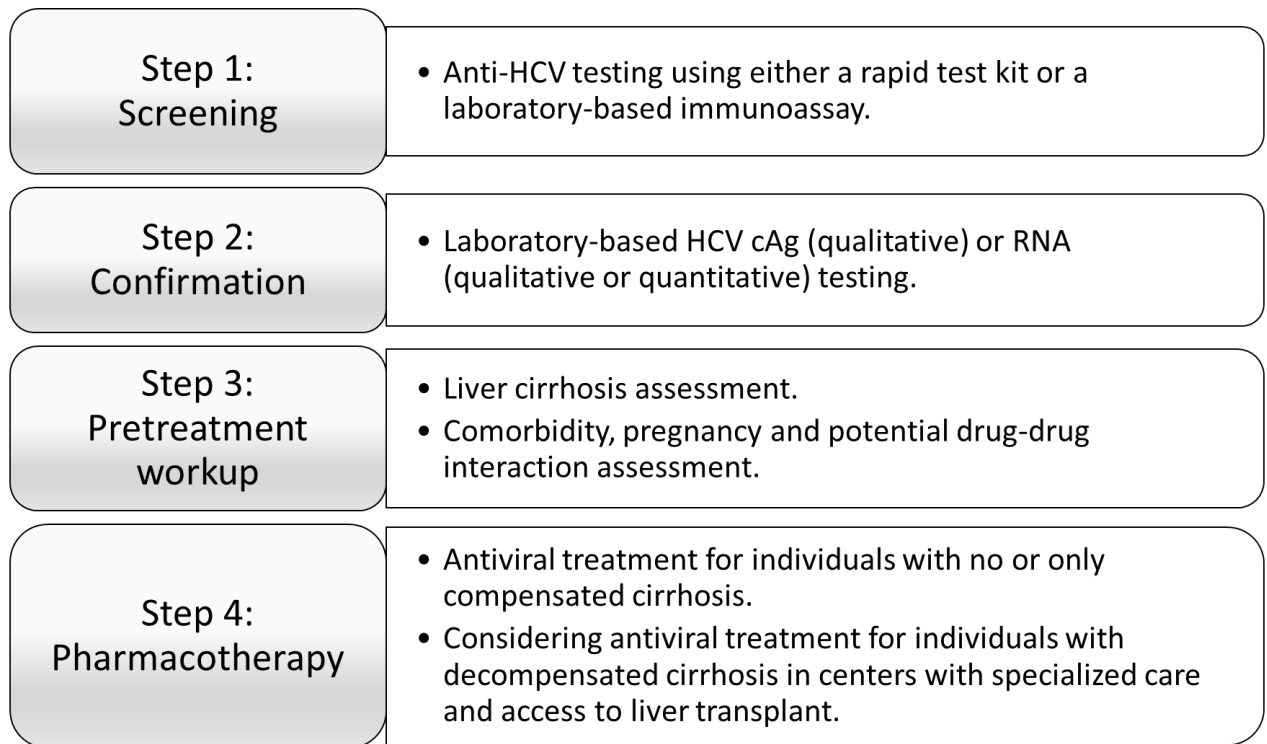 Step 1:
Screening
• Anti-HCV testing using either a rapid test kit or a
laboratory-based immunoassay.
Step 2:
Confirmation
• Laboratory-based HCV cAg (qualitative) or RNA
(qualitative or quantitative) testing.
Step 3:
Pretreatment
workup
• Liver cirrhosis assessment.
• Comorbidity, pregnancy and potential drug-drug
interaction assessment.
Step 4:
Pharmacotherapy
• Antiviral treatment for individuals with no or only
compensated cirrhosis.
• Considering antiviral treatment for individuals with
decompensated cirrhosis in centers with specialized care
and access to liver transplant.